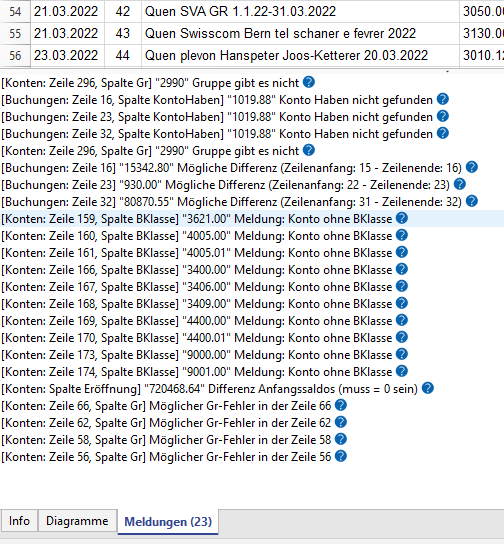 54 21.03.2022 42 Quen SVA GR 1.1.22-31.03.2022 3050.00
55 21.03.2022 43 Quen Swisscom Bern tel schaner e fevrer 2022 3130.00
56 23.03.2022 44 Quen plevon Hanspeter Joos-Ketterer 20.03.2022 3010.12
[Konten: Zeile 296, Spalte Gr] "2990" Gruppe gibt es nicht ?
[Buchungen: Zeile 16, Spalte KontoHaben] "1019.88" Konto Haben nicht gefunden ?
[Buchungen: Zeile 23, Spalte KontoHaben] "1019.88" Konto Haben nicht gefunden ?
[Buchungen: Zeile 32, Spalte KontoHaben] "1019.88" Konto Haben nicht gefunden ?
[Konten: Zeile 296, Spalte Gr] "2990" Gruppe gibt es nicht ?
[Buchungen: Zeile 16] "15342.80" Mögliche Differenz (Zeilenanfang: 15 - Zeilenende: 16) ?
[Buchungen: Zeile 23] "930.00" Mögliche Differenz (Zeilenanfang: 22 - Zeilenende: 23) ?
[Buchungen: Zeile 32] "80870.55" Mögliche Differenz (Zeilenanfang: 31 - Zeilenende: 32) ?
[Konten: Zeile 159, Spalte BKlasse] "3621.00" Meldung: Konto ohne BKlasse ?
[Konten: Zeile 160, Spalte BKlasse] "4005.00" Meldung: Konto ohne BKlasse ?
[Konten: Zeile 161, Spalte BKlasse] "4005.01" Meldung: Konto ohne BKlasse ?
[Konten: Zeile 166, Spalte BKlasse] "3400.00" Meldung: Konto ohne BKlasse ?
[Konten: Zeile 167, Spalte BKlasse] "3406.00" Meldung: Konto ohne BKlasse ?
[Konten: Zeile 168, Spalte BKlasse] "3409.00" Meldung: Konto ohne BKlasse ?
[Konten: Zeile 169, Spalte BKlasse] "4400.00" Meldung: Konto ohne BKlasse ?
[Konten: Zeile 170, Spalte BKlasse] "4400.01" Meldung: Konto ohne BKlasse ?
[Konten: Zeile 173, Spalte BKlasse] "9000.00" Meldung: Konto ohne BKlasse ?
[Konten: Zeile 174, Spalte BKlasse] "9001.00" Meldung: Konto ohne BKlasse ?
[Konten: Spalte Eröffnung] "720468.64" Differenz Anfangssaldos (muss = 0 sein) ?
[Konten: Zeile 66, Spalte Gr] Möglicher Gr-Fehler in der Zeile 66 ?
[Konten: Zeile 62, Spalte Gr] Möglicher Gr-Fehler in der Zeile 62 ?
[Konten: Zeile 58, Spalte Gr] Möglicher Gr-Fehler in der Zeile 58 ?
[Konten: Zeile 56, Spalte Gr] Möglicher Gr-Fehler in der Zeile 56 ?
Info Diagramme Meldungen (23)